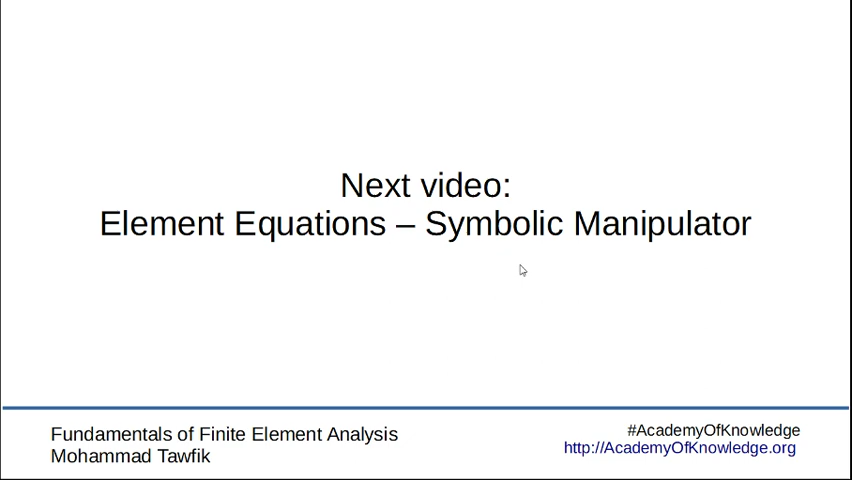 Next video:
Element Equations – Symbolic Manipulator
Fundamentals of Finite Element Analysis
Mohammad Tawfik
#AcademyOfKnowledge
http://AcademyOfKnowledge.org